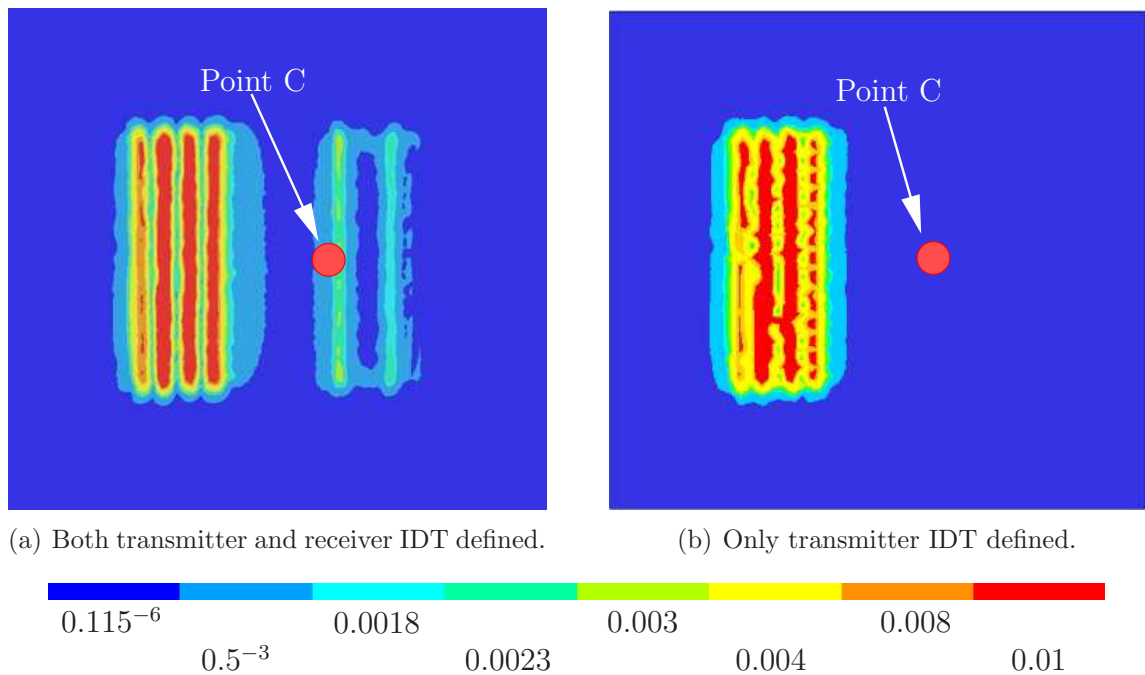 Point C
Point C
(a) Both transmitter and receiver IDT defined.
(b) Only transmitter IDT defined.
0.115⁻⁶
0.0018
0.003
0.008
0.5⁻³
0.0023
0.004
0.01